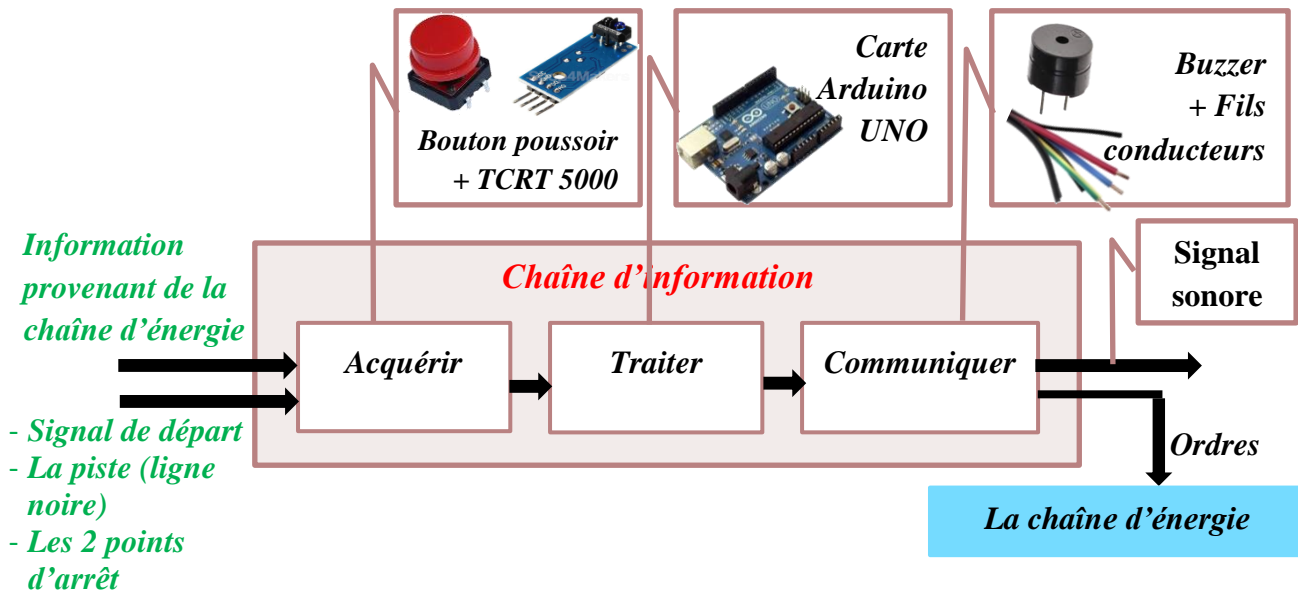 Bouton poussoir
+ TCRT 5000
Carte
Arduino
UNO
Buzzer
+ Fils
conducteurs
Information
provenant de la
chaîne d'énergie
Chaîne d'information
Signal
sonore
Acquérir
Traiter
Communiquer
- Signal de départ
- La piste (ligne
noire)
- Les 2 points
d'arrêt
Ordres
La chaîne d'énergie